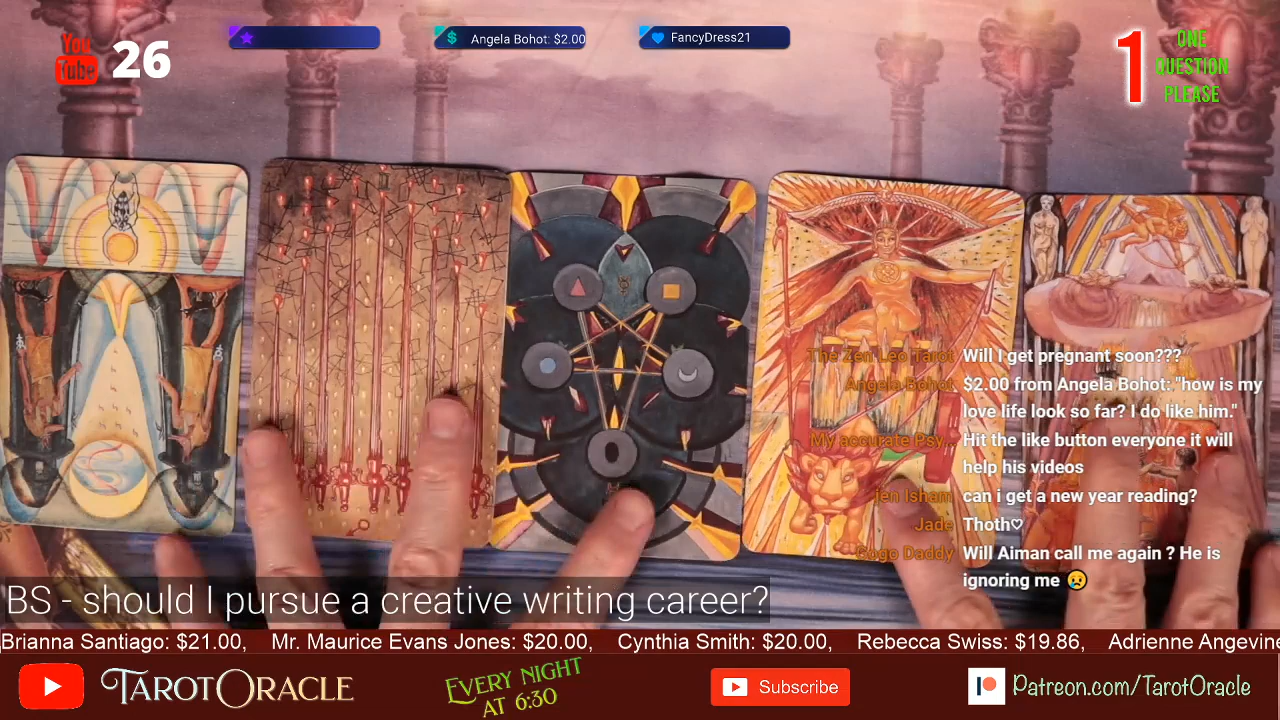 You
Tube
26
Angela Bohot: $2.00
FancyDress21
1
ONE
QUESTION
PLEASE
The Zen Leo Tarot Will I get pregnant soon???
Angela Bohot $2.00 from Angela Bohot: "how is my
love life look so far? I do like him."
My accurate Psy... Hit the like button everyone it will
help his videos
jen Isham can i get a new year reading?
Jade Thoth♡
Gogo Daddy Will Aiman call me again ? He is
ignoring me 😢
BS - should I pursue a creative writing career?
Brianna Santiago: $21.00, Mr. Maurice Evans Jones: $20.00, Cynthia Smith: $20.00, Rebecca Swiss: $19.86, Adrienne Angevine
TAROTORACLE
EVERY NIGHT
AT 6:30
Subscribe
Patreon.com/TarotOracle